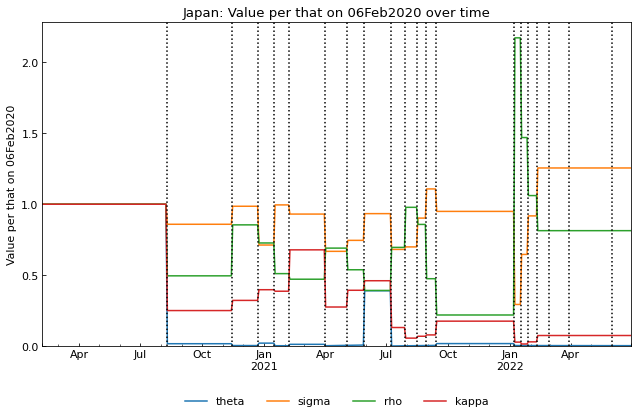 Japan: Value per that on 06Feb2020 over time
Value per that on 06Feb2020
2.0
1.5
1.0
0.5
0.0
Apr Jul Oct Jan Apr Jul Oct Jan Apr
2021 2022
theta sigma rho kappa